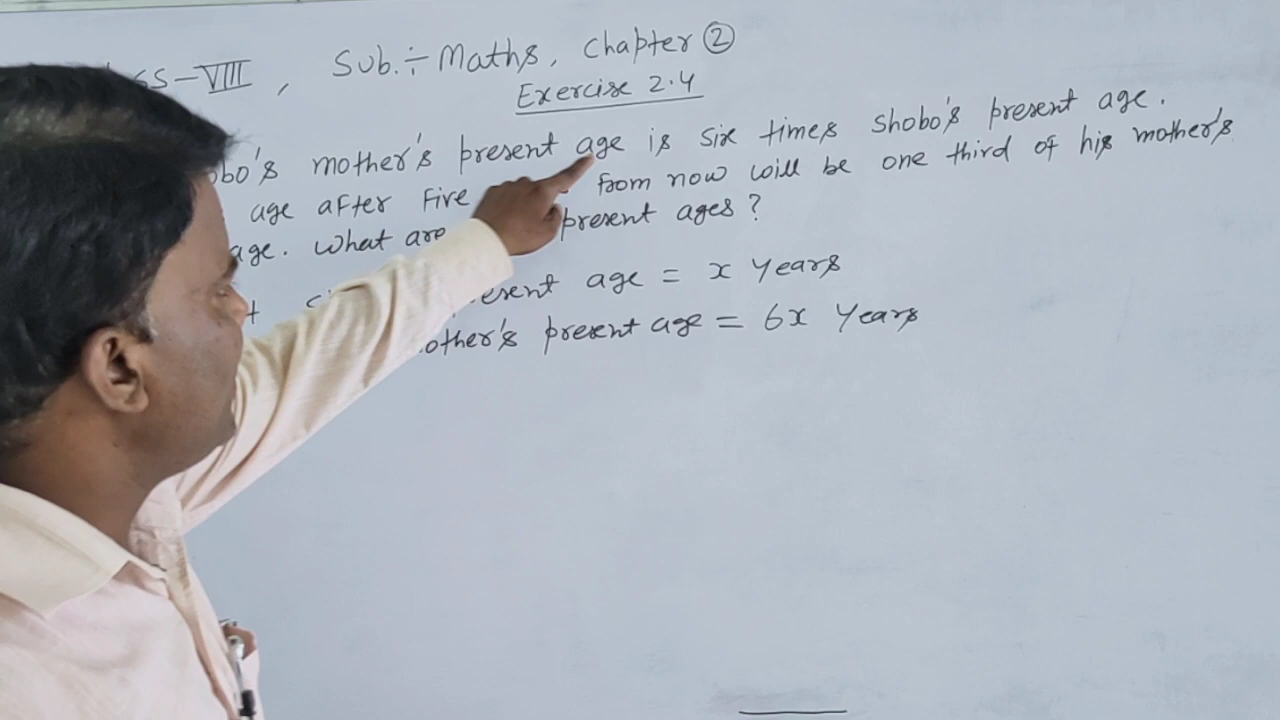 ss-VIII, Sub.÷Maths, Chapter ②
Exercise 2.4
obo's mother's present age is six times Shobo's present age.
age after five from now will be one third of his mother's
age. What are present ages?
esent age = x years
other's present age = 6x years